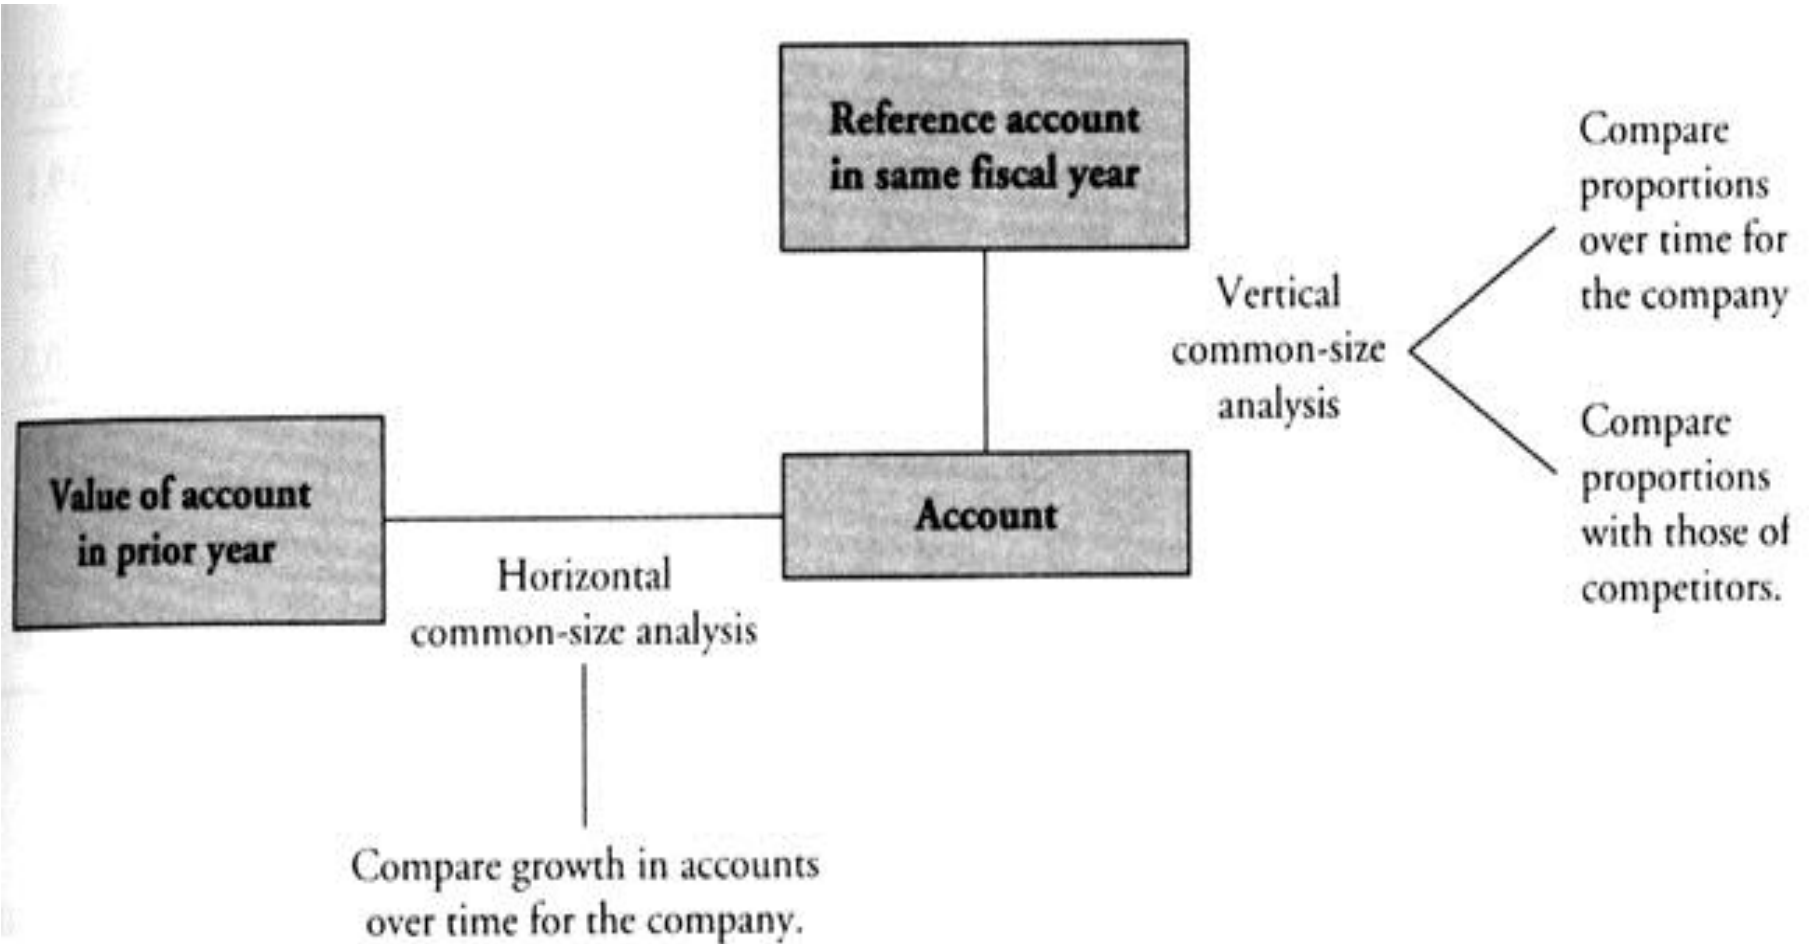 Reference account
in same fiscal year
Compare
proportions
over time for
the company
Vertical
common-size
analysis
Compare
proportions
with those of
competitors.
Value of account
in prior year
Account
Horizontal
common-size analysis
Compare growth in accounts
over time for the company.